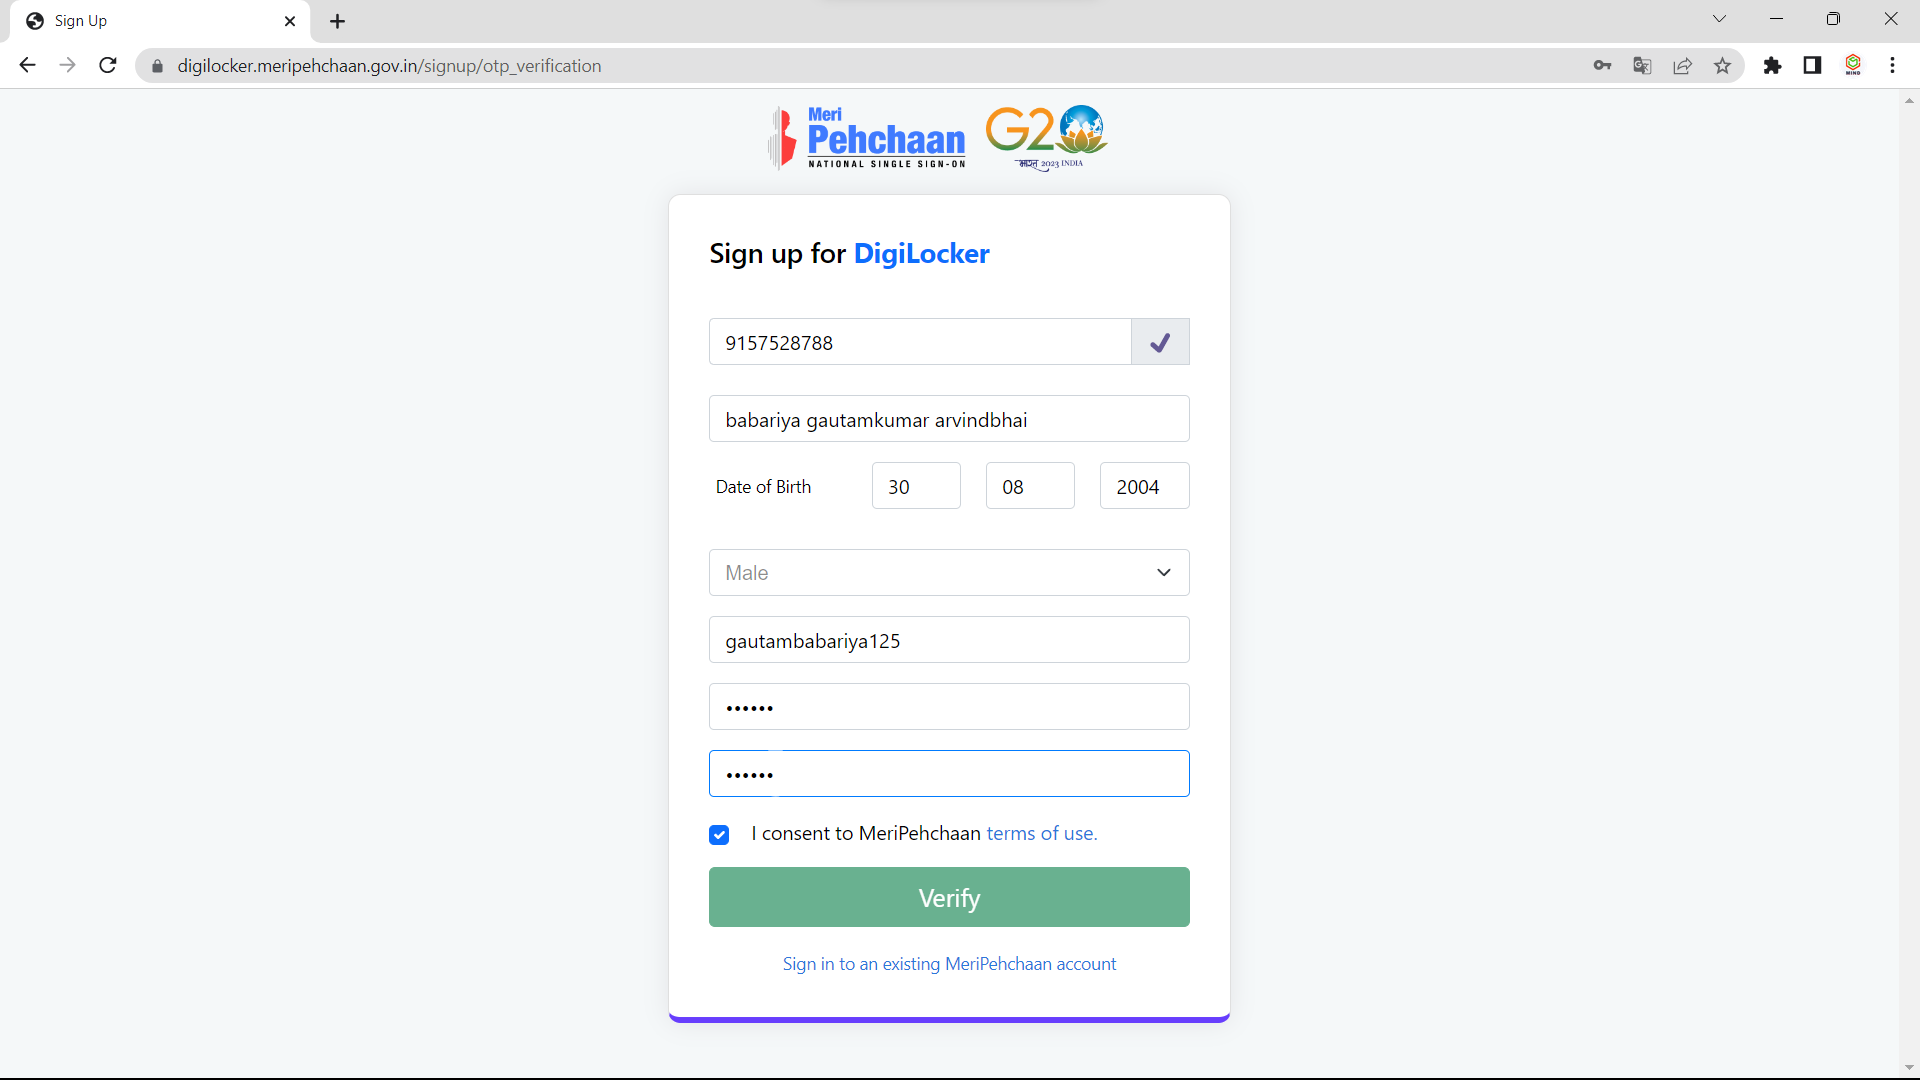 Sign Up
digilocker.meripehchaan.gov.in/signup/otp_verification
MIND
Meri
Pehchaan
NATIONAL SINGLE SIGN-ON
G20
भारत 2023 INDIA
Sign up for DigiLocker
9157528788
babariya gautamkumar arvindbhai
Date of Birth 30 08 2004
Male
gautambabariya125
••••••
••••••
I consent to MeriPehchaan terms of use.
Verify
Sign in to an existing MeriPehchaan account